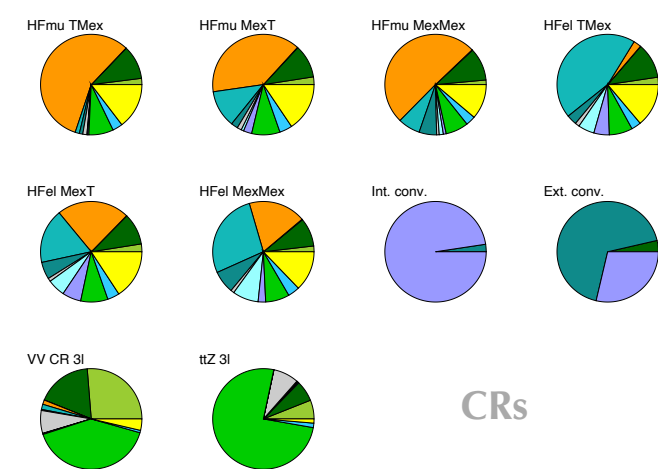 HFmu TMex
HFmu MexT
HFmu MexMex
HFel TMex
HFel MexT
HFel MexMex
Int. conv.
Ext. conv.
VV CR 3l
ttZ 3l
CRs